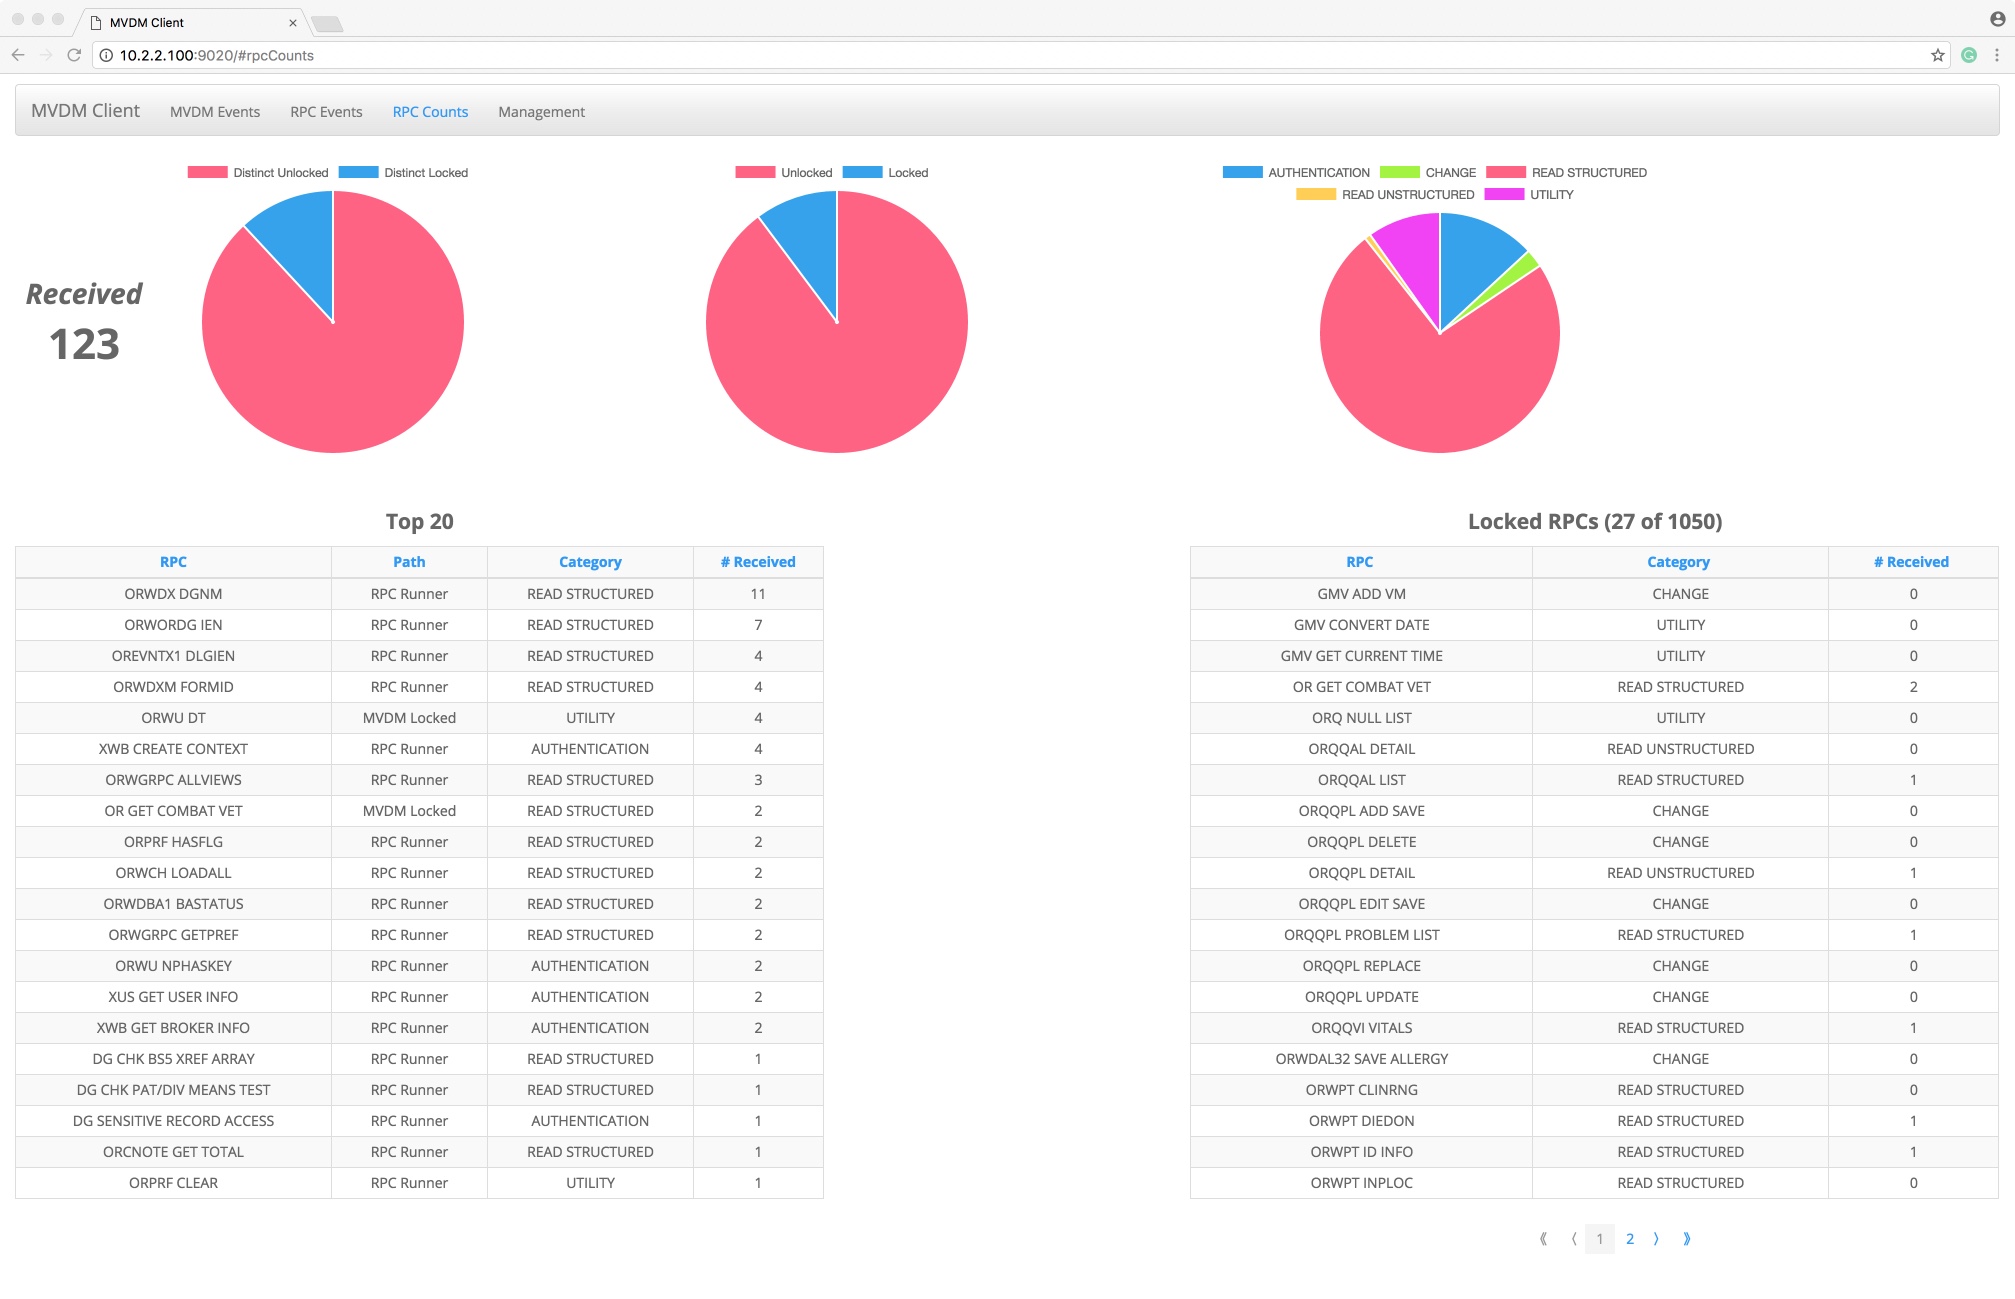 MVDM Client
10.2.2.100:9020/#rpcCounts
MVDM Client MVDM Events RPC Events RPC Counts Management
Distinct Unlocked Distinct Locked
Unlocked Locked
AUTHENTICATION CHANGE READ STRUCTURED
READ UNSTRUCTURED UTILITY
Received
123
Top 20
RPC Path Category # Received
ORWDX DGNM RPC Runner READ STRUCTURED 11
ORWORDG IEN RPC Runner READ STRUCTURED 7
OREVNTX1 DLGIEN RPC Runner READ STRUCTURED 4
ORWDXM FORMID RPC Runner READ STRUCTURED 4
ORWU DT MVDM Locked UTILITY 4
XWB CREATE CONTEXT RPC Runner AUTHENTICATION 4
ORWGRPC ALLVIEWS RPC Runner READ STRUCTURED 3
OR GET COMBAT VET MVDM Locked READ STRUCTURED 2
ORPRF HASFLG RPC Runner READ STRUCTURED 2
ORWCH LOADALL RPC Runner READ STRUCTURED 2
ORWDBA1 BASTATUS RPC Runner READ STRUCTURED 2
ORWGRPC GETPREF RPC Runner READ STRUCTURED 2
ORWU NPHASKEY RPC Runner AUTHENTICATION 2
XUS GET USER INFO RPC Runner AUTHENTICATION 2
XWB GET BROKER INFO RPC Runner AUTHENTICATION 2
DG CHK BS5 XREF ARRAY RPC Runner READ STRUCTURED 1
DG CHK PAT/DIV MEANS TEST RPC Runner READ STRUCTURED 1
DG SENSITIVE RECORD ACCESS RPC Runner AUTHENTICATION 1
ORCNOTE GET TOTAL RPC Runner READ STRUCTURED 1
ORPRF CLEAR RPC Runner UTILITY 1
Locked RPCs (27 of 1050)
RPC Category # Received
GMV ADD VM CHANGE 0
GMV CONVERT DATE UTILITY 0
GMV GET CURRENT TIME UTILITY 0
OR GET COMBAT VET READ STRUCTURED 2
ORQ NULL LIST UTILITY 0
ORQQAL DETAIL READ UNSTRUCTURED 0
ORQQAL LIST READ STRUCTURED 1
ORQQPL ADD SAVE CHANGE 0
ORQQPL DELETE CHANGE 0
ORQQPL DETAIL READ UNSTRUCTURED 1
ORQQPL EDIT SAVE CHANGE 0
ORQQPL PROBLEM LIST READ STRUCTURED 1
ORQQPL REPLACE CHANGE 0
ORQQPL UPDATE CHANGE 0
ORQQVI VITALS READ STRUCTURED 1
ORWDAL32 SAVE ALLERGY CHANGE 0
ORWPT CLINRNG READ STRUCTURED 0
ORWPT DIEDON READ STRUCTURED 1
ORWPT ID INFO READ STRUCTURED 1
ORWPT INPLOC READ STRUCTURED 0
⟪ ⟨ 1 2 ⟩ ⟫